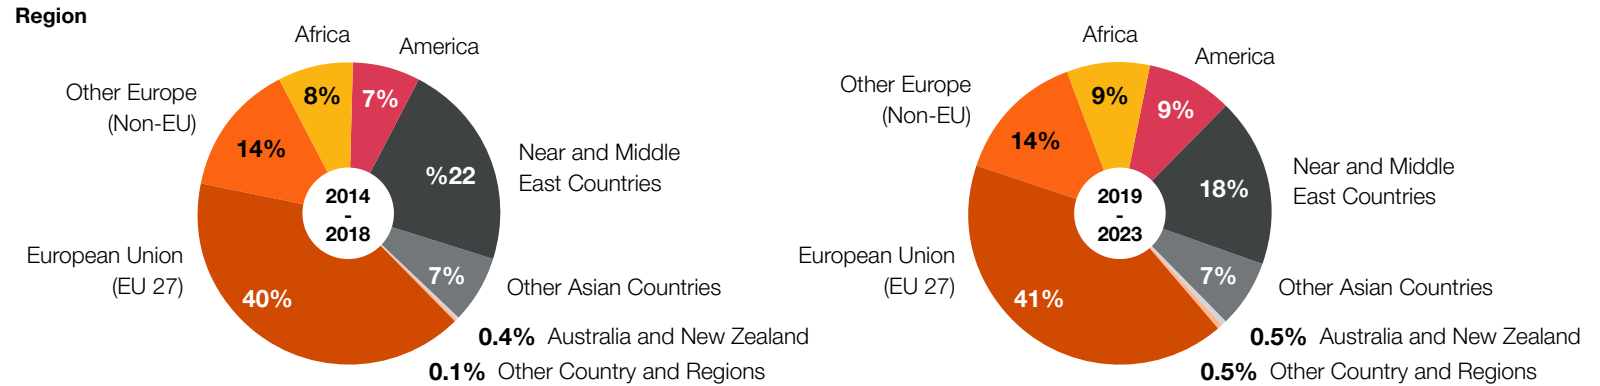 Region
Africa
America
Other Europe
(Non-EU)
8%
7%
14%
%22
Near and Middle
East Countries
2014
-
2018
European Union
(EU 27)
40%
7%
Other Asian Countries
0.4% Australia and New Zealand
0.1% Other Country and Regions
Africa
America
Other Europe
(Non-EU)
9%
9%
14%
18%
Near and Middle
East Countries
2019
-
2023
European Union
(EU 27)
41%
7%
Other Asian Countries
0.5% Australia and New Zealand
0.5% Other Country and Regions